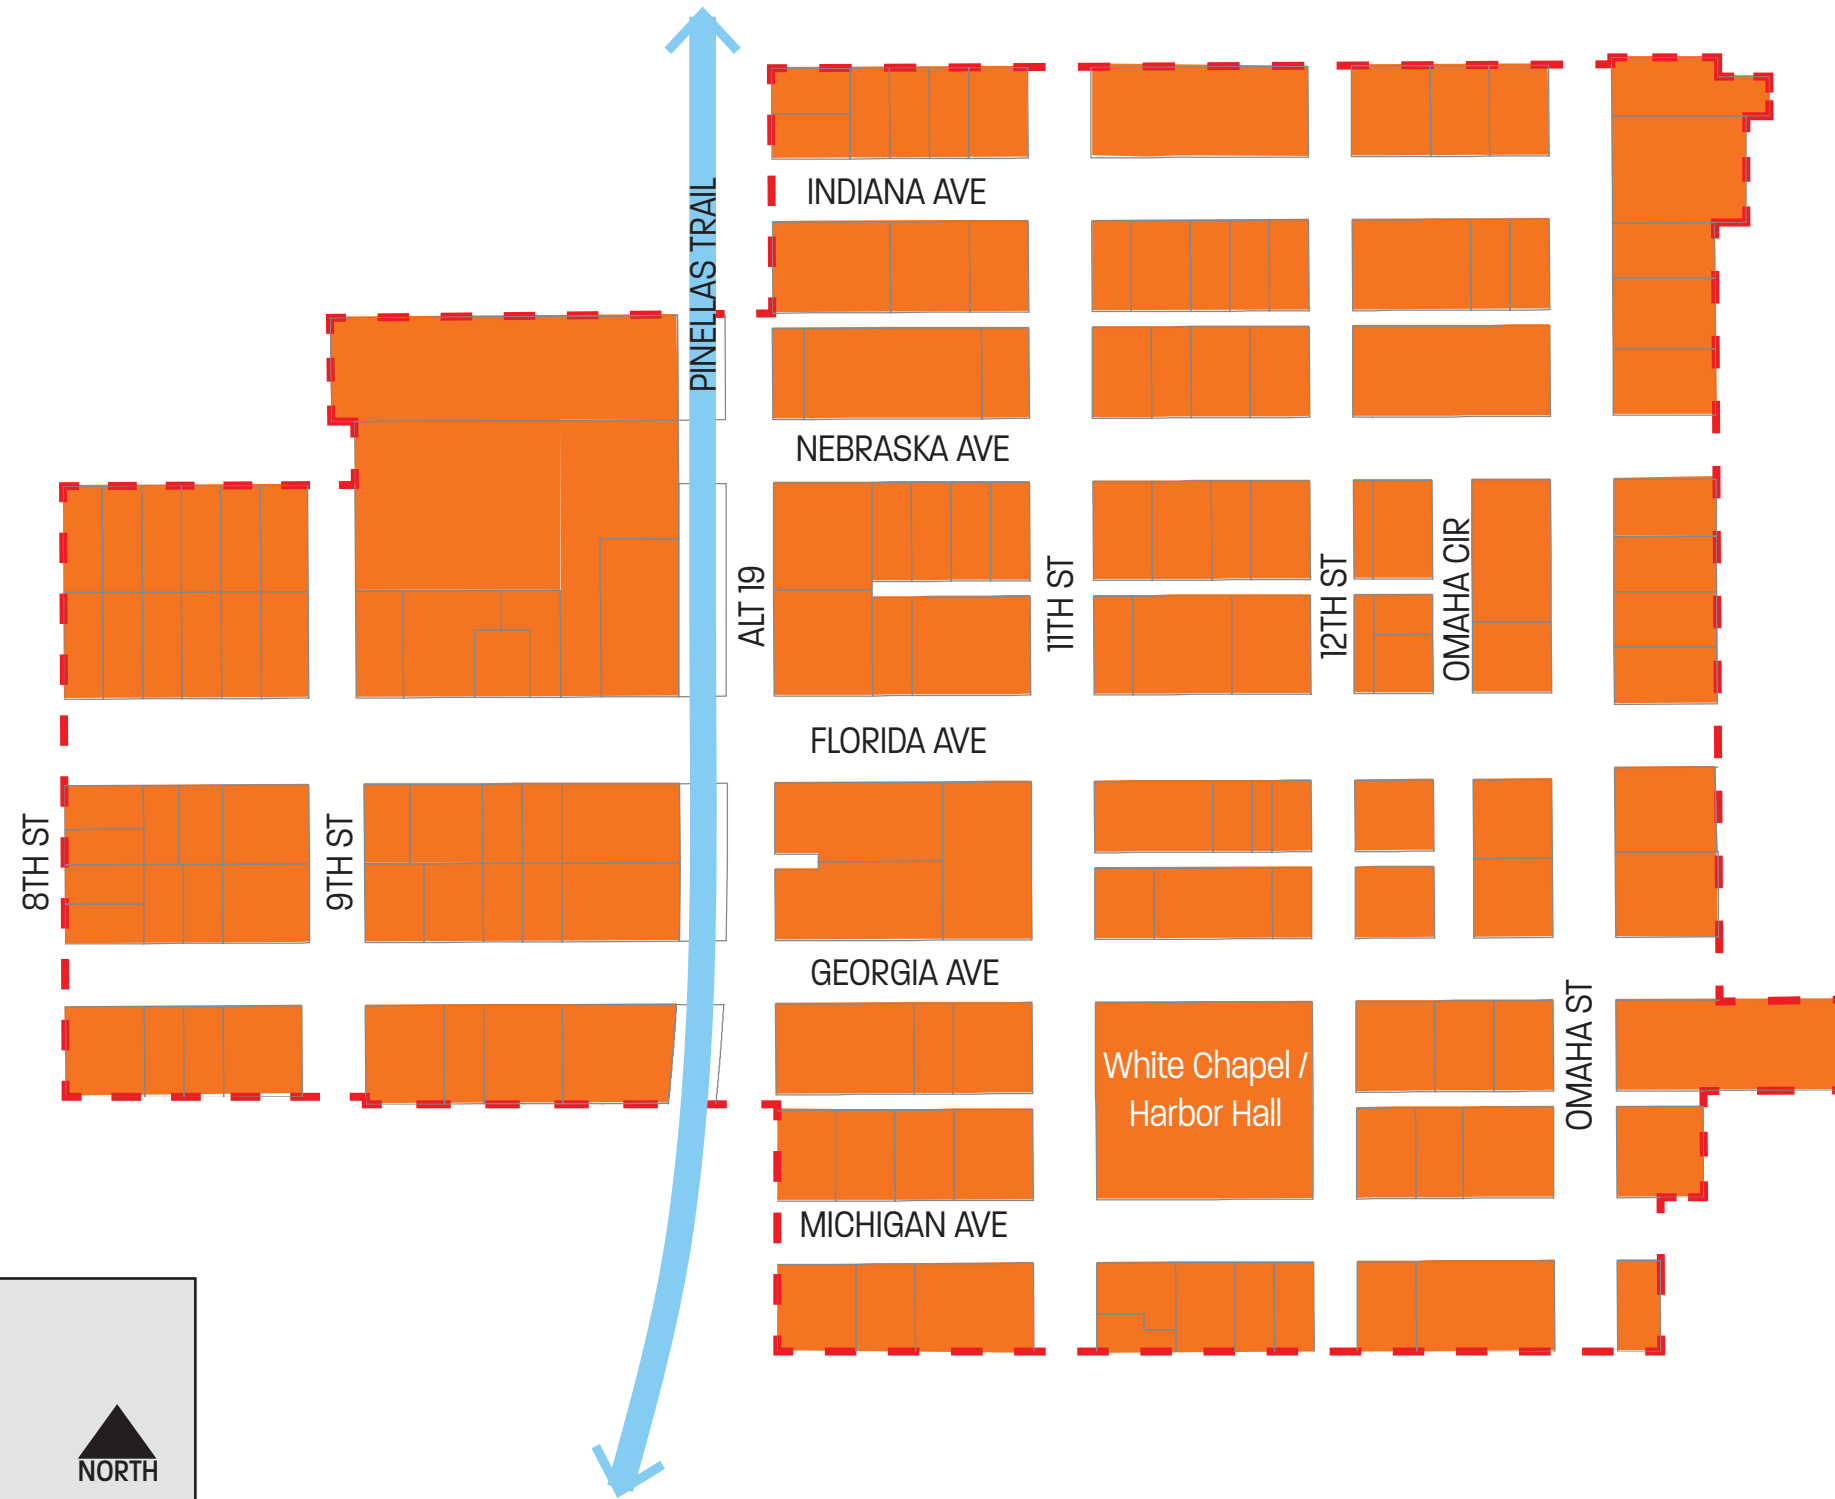 PINELLAS TRAIL
INDIANA AVE
NEBRASKA AVE
ALT 19
11TH ST
12TH ST
OMAHA CIR
FLORIDA AVE
8TH ST
9TH ST
GEORGIA AVE
White Chapel /
Harbor Hall
OMAHA ST
MICHIGAN AVE
NORTH